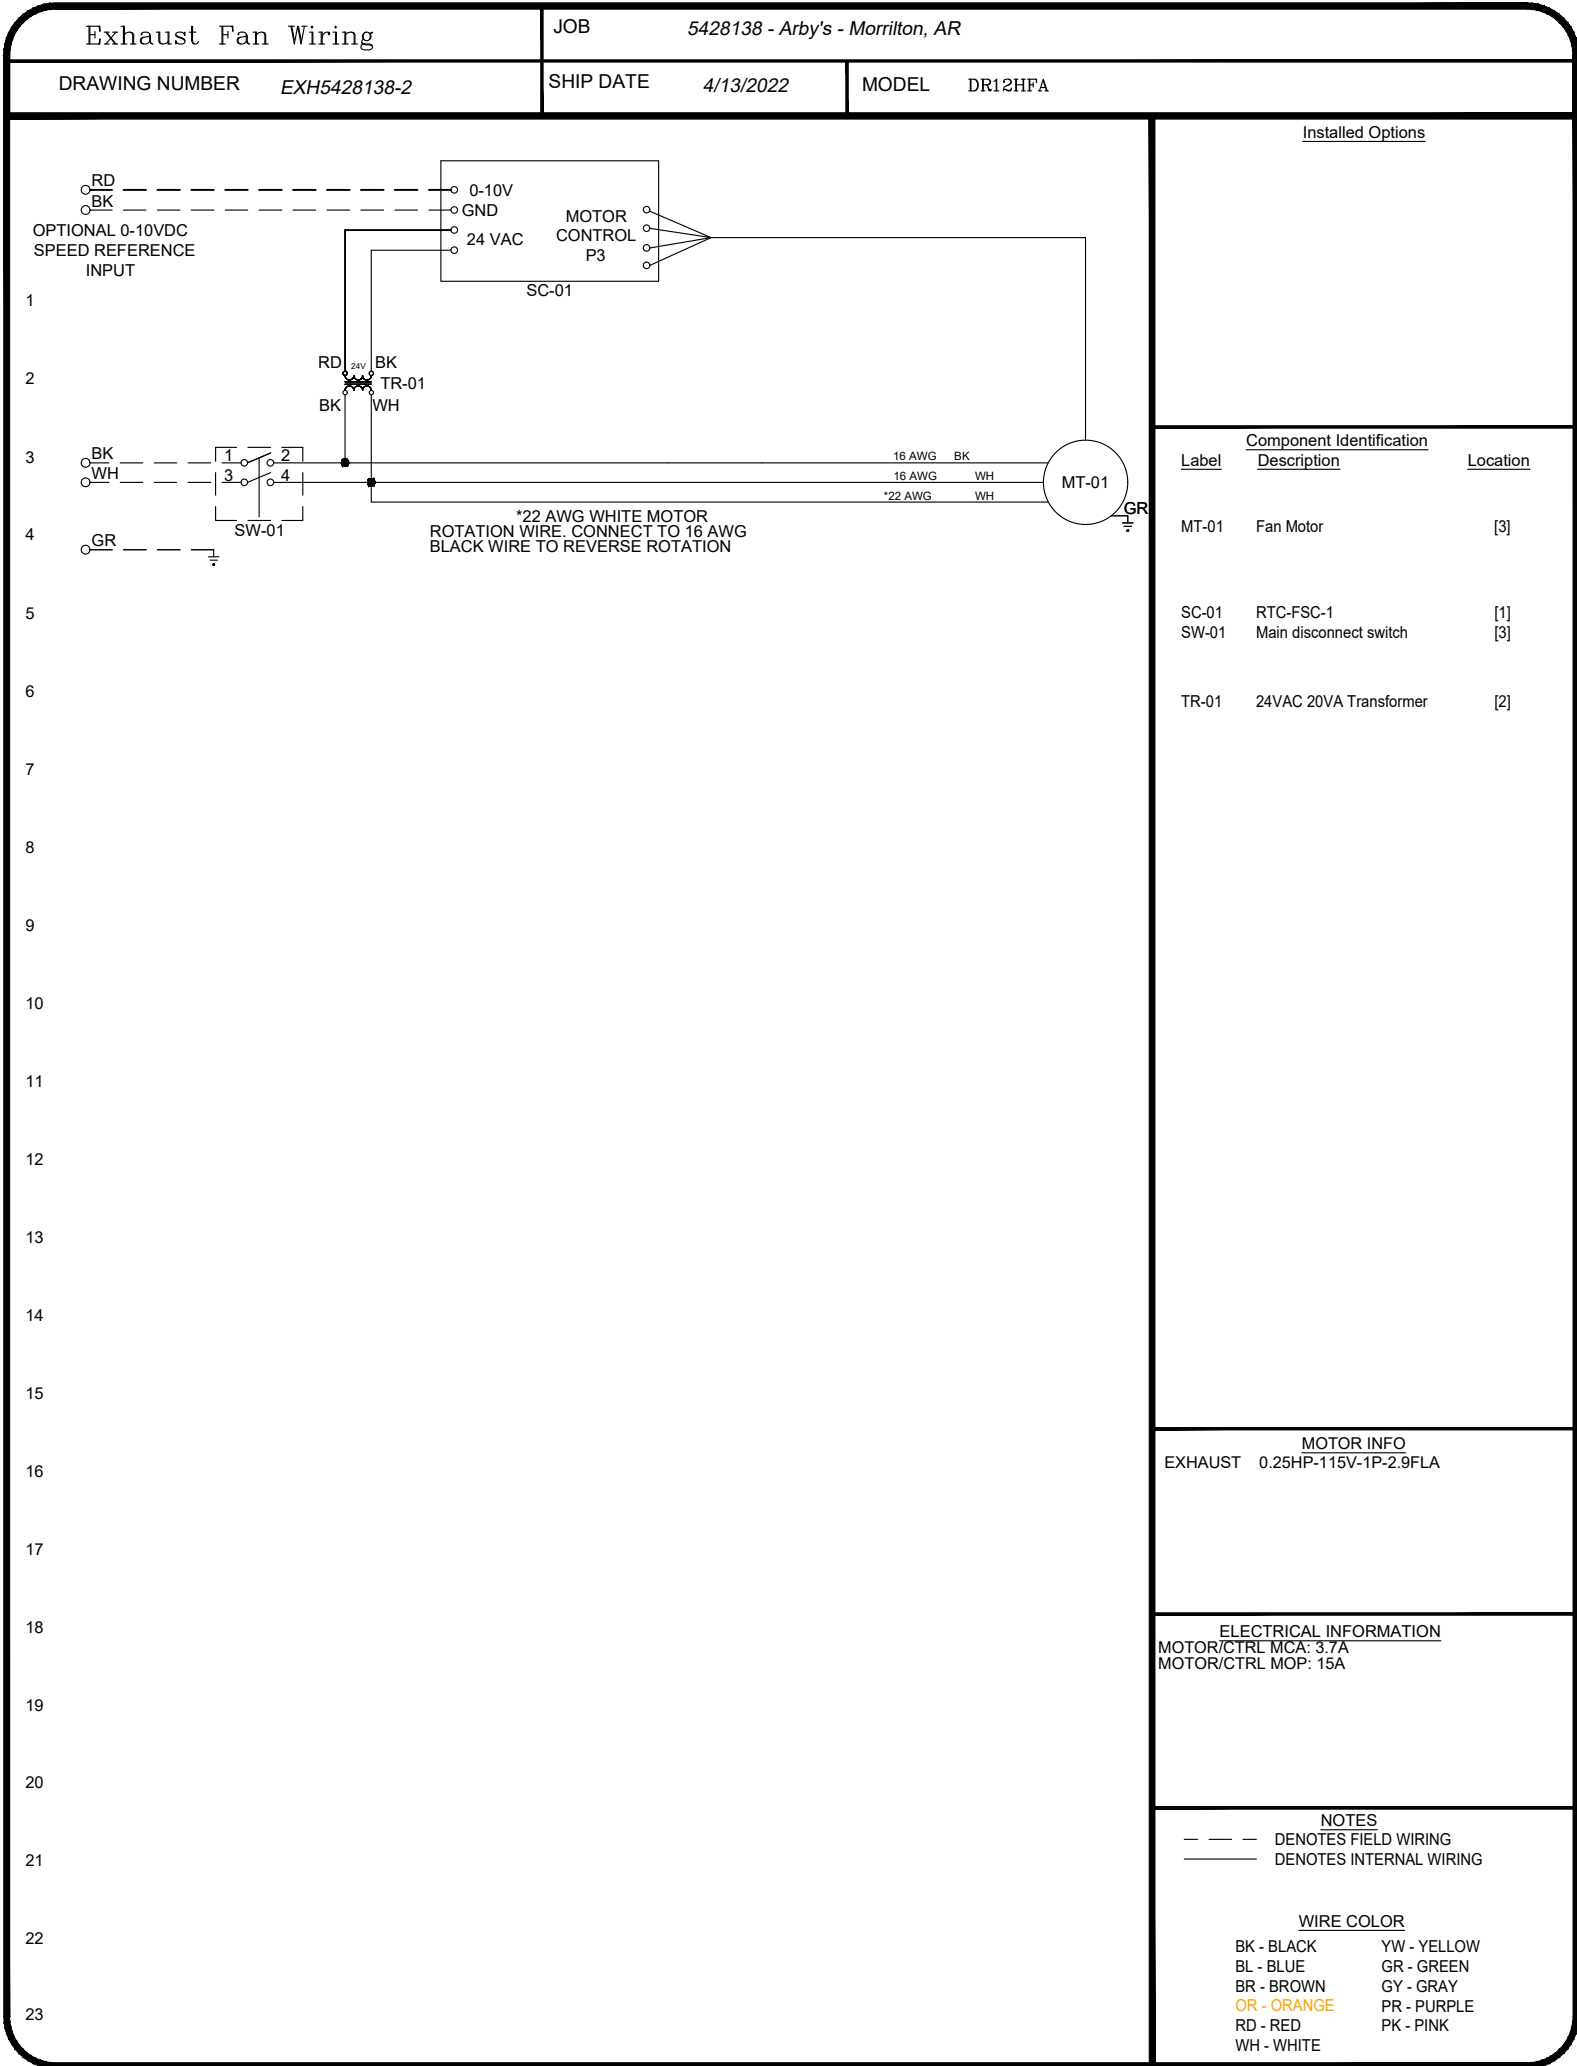 Exhaust Fan Wiring
JOB 5428138 - Arby's - Morrilton, AR
DRAWING NUMBER EXH5428138-2
SHIP DATE 4/13/2022
MODEL DR12HFA
RD
BK
OPTIONAL 0-10VDC
SPEED REFERENCE
INPUT
0-10V
GND
24 VAC
MOTOR
CONTROL
P3
SC-01
1
RD 24V BK
2
TR-01
BK WH
3
BK
WH
1 2
3 4
SW-01
16 AWG BK
16 AWG WH
*22 AWG WH
MT-01
GR
*22 AWG WHITE MOTOR
ROTATION WIRE. CONNECT TO 16 AWG
BLACK WIRE TO REVERSE ROTATION
4
GR
5
6
7
8
9
10
11
12
13
14
15
16
17
18
19
20
21
22
23
Installed Options
Component Identification
Label Description Location
MT-01 Fan Motor [3]
SC-01 RTC-FSC-1 [1]
SW-01 Main disconnect switch [3]
TR-01 24VAC 20VA Transformer [2]
MOTOR INFO
EXHAUST 0.25HP-115V-1P-2.9FLA
ELECTRICAL INFORMATION
MOTOR/CTRL MCA: 3.7A
MOTOR/CTRL MOP: 15A
NOTES
DENOTES FIELD WIRING
DENOTES INTERNAL WIRING
WIRE COLOR
BK - BLACK YW - YELLOW
BL - BLUE GR - GREEN
BR - BROWN GY - GRAY
OR - ORANGE PR - PURPLE
RD - RED PK - PINK
WH - WHITE